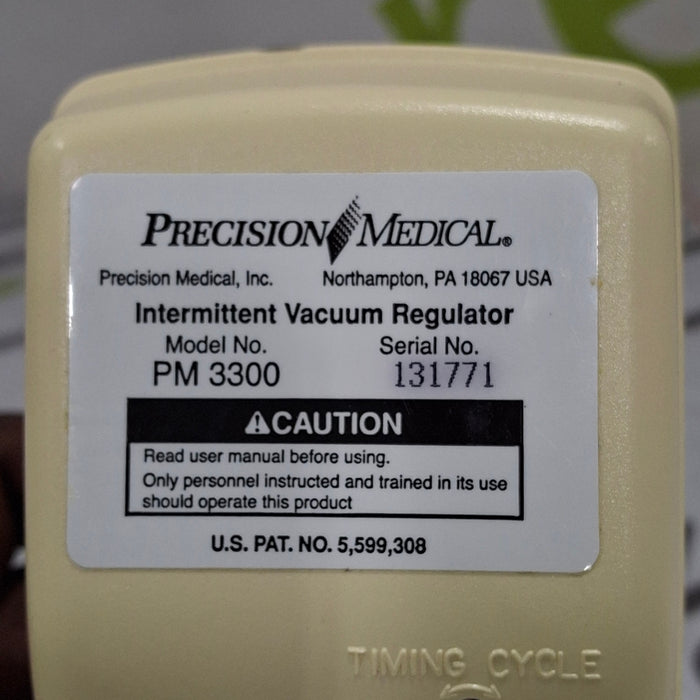 PRECISION MEDICAL®
Precision Medical, Inc. Northampton, PA 18067 USA
Intermittent Vacuum Regulator
Model No. Serial No.
PM 3300 131771
⚠CAUTION
Read user manual before using.
Only personnel instructed and trained in its use
should operate this product
U.S. PAT. NO. 5,599,308
TIMING CYCLE